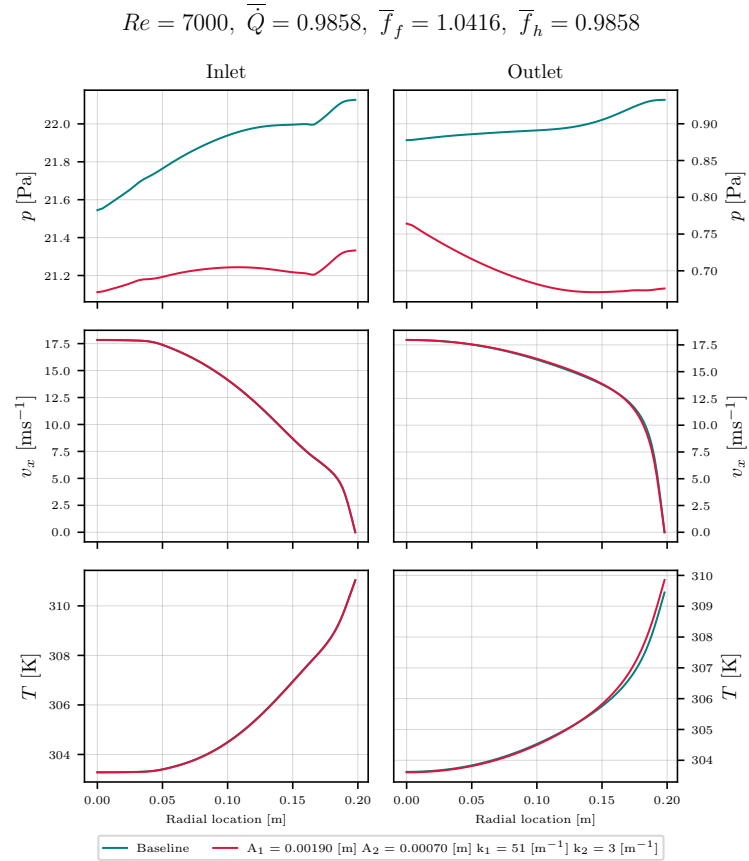 Re = 7000, Q̇̅ = 0.9858, f̅_f = 1.0416, f̅_h = 0.9858
Inlet
Outlet
p [Pa]
22.0
21.8
21.6
21.4
21.2
0.90
0.85
0.80
0.75
0.70
p [Pa]
v_x [ms⁻¹]
17.5
15.0
12.5
10.0
7.5
5.0
2.5
0.0
17.5
15.0
12.5
10.0
7.5
5.0
2.5
0.0
v_x [ms⁻¹]
T [K]
310
308
306
304
310
309
307
306
305
304
T [K]
0.00 0.05 0.10 0.15 0.20
Radial location [m]
0.00 0.05 0.10 0.15 0.20
Radial location [m]
Baseline
A₁ = 0.00190 [m] A₂ = 0.00070 [m] k₁ = 51 [m⁻¹] k₂ = 3 [m⁻¹]